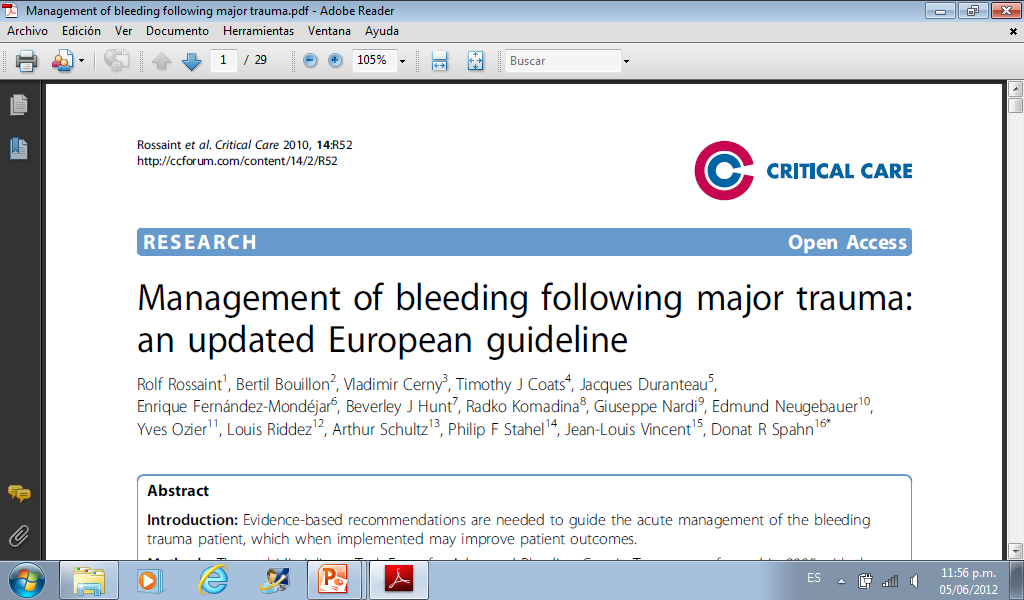 Management of bleeding following major trauma.pdf - Adobe Reader
Archivo Edición Ver Documento Herramientas Ventana Ayuda
1 / 29 105% Buscar
Rossaint et al. Critical Care 2010, 14:R52
http://ccforum.com/content/14/2/R52
CRITICAL CARE
RESEARCH Open Access
Management of bleeding following major trauma:
an updated European guideline
Rolf Rossaint1, Bertil Bouillon2, Vladimir Cerny3, Timothy J Coats4, Jacques Duranteau5,
Enrique Fernández-Mondéjar6, Beverley J Hunt7, Radko Komadina8, Giuseppe Nardi9, Edmund Neugebauer10,
Yves Ozier11, Louis Riddez12, Arthur Schultz13, Philip F Stahel14, Jean-Louis Vincent15, Donat R Spahn16*
Abstract
Introduction: Evidence-based recommendations are needed to guide the acute management of the bleeding
trauma patient, which when implemented may improve patient outcomes.
ES 11:56 p.m.
05/06/2012